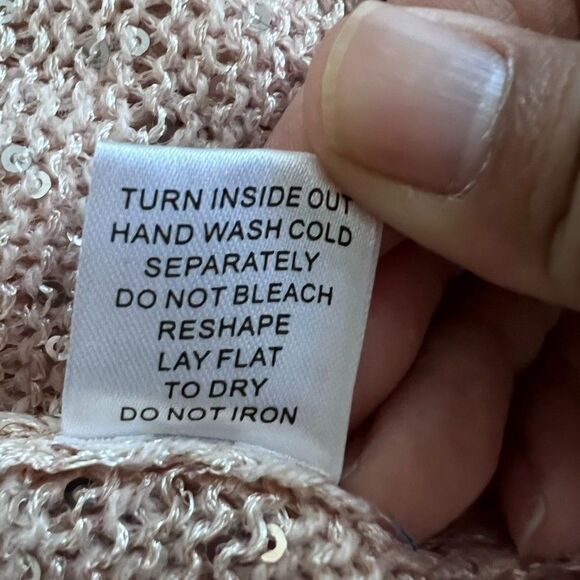 TURN INSIDE OUT
HAND WASH COLD
SEPARATELY
DO NOT BLEACH
RESHAPE
LAY FLAT
TO DRY
DO NOT IRON